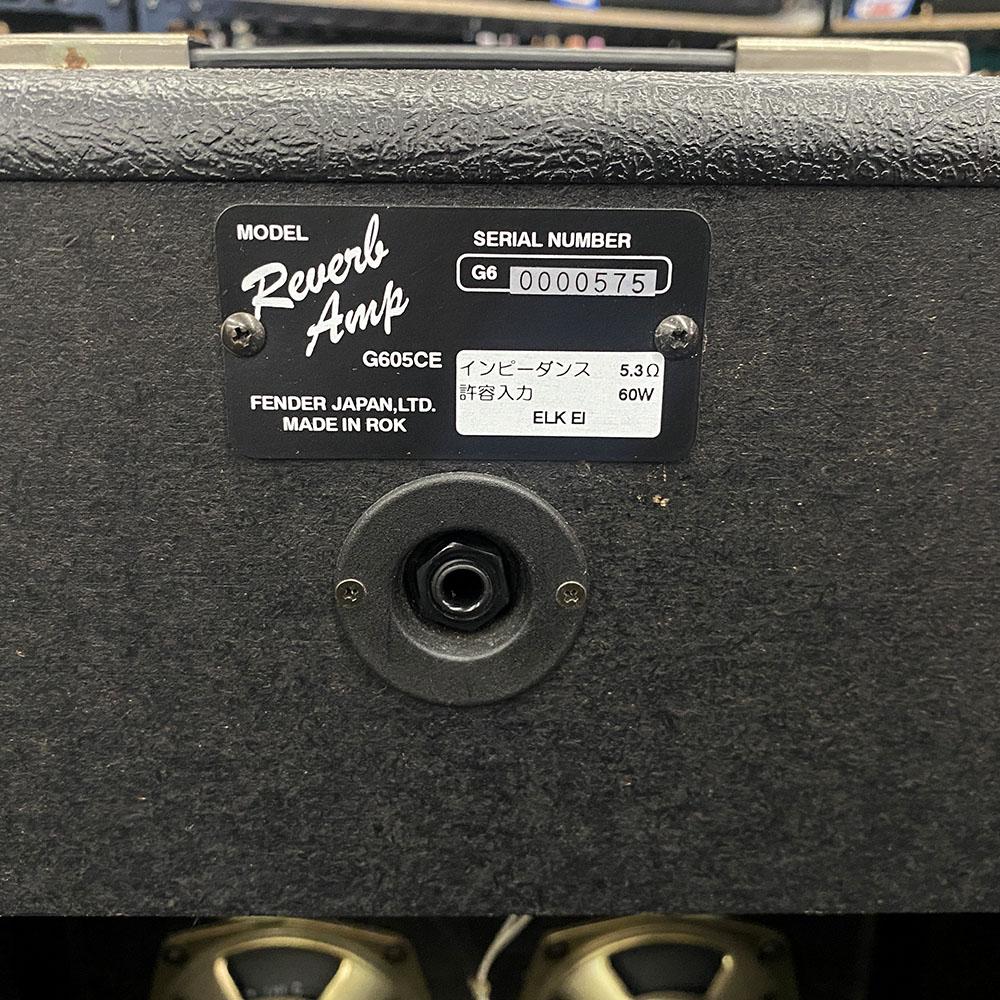 MODEL
Reverb
Amp
G605CE
FENDER JAPAN,LTD.
MADE IN ROK
SERIAL NUMBER
G6 0000575
インピーダンス 5.3Ω
許容入力 60W
ELK EI